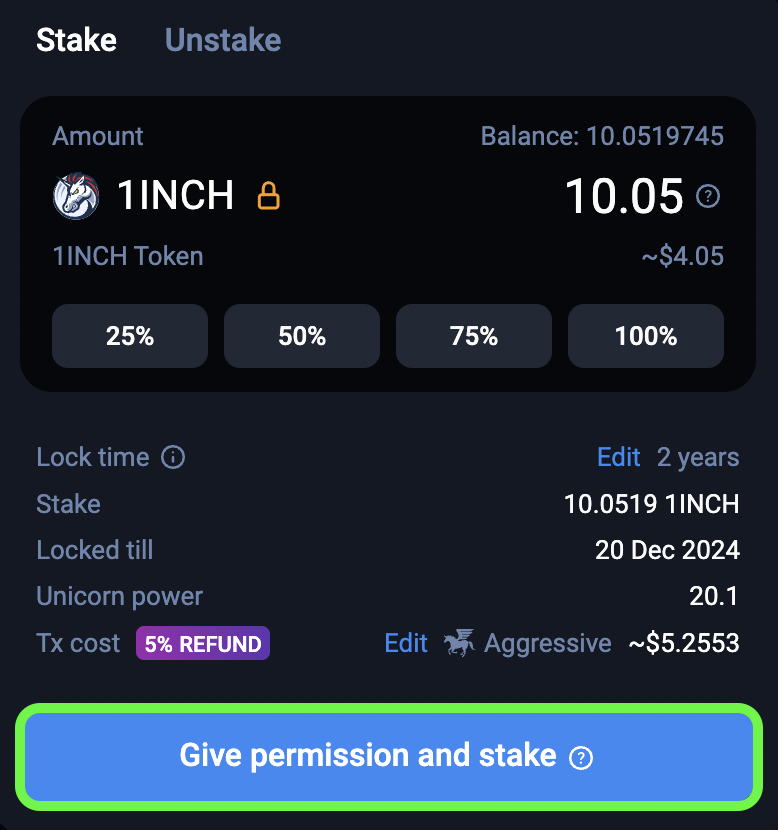 Stake Unstake
Amount Balance: 10.0519745
1INCH 10.05
1INCH Token ~$4.05
25% 50% 75% 100%
Lock time Edit 2 years
Stake 10.0519 1INCH
Locked till 20 Dec 2024
Unicorn power 20.1
Tx cost 5% REFUND Edit Aggressive ~$5.2553
Give permission and stake